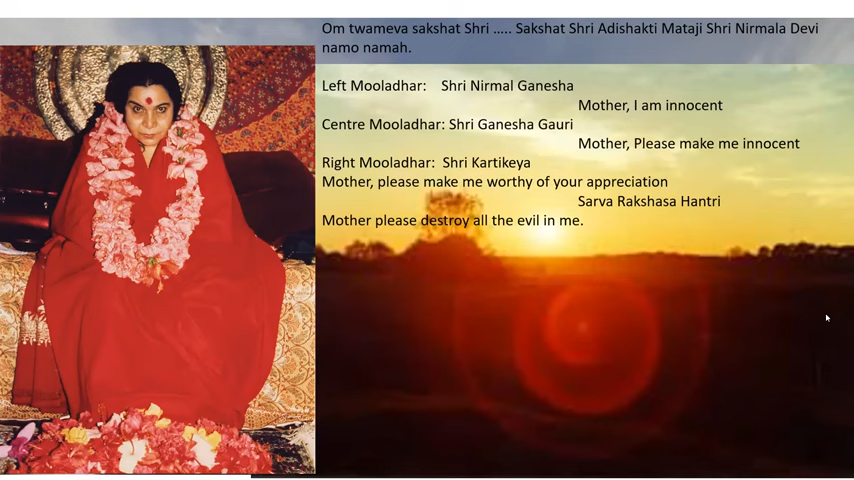 Om twameva sakshat Shri ..... Sakshat Shri Adishakti Mataji Shri Nirmala Devi
namo namah.
Left Mooladhar: Shri Nirmal Ganesha
Mother, I am innocent
Centre Mooladhar: Shri Ganesha Gauri
Mother, Please make me innocent
Right Mooladhar: Shri Kartikeya
Mother, please make me worthy of your appreciation
Sarva Rakshasa Hantri
Mother please destroy all the evil in me.